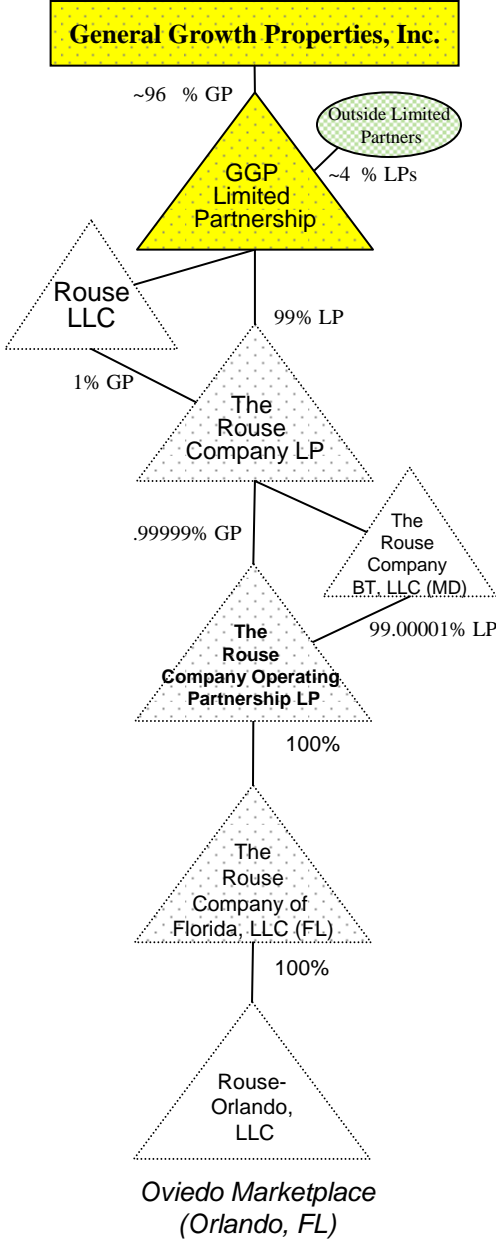 General Growth Properties, Inc.
~96 % GP
Outside Limited
Partners
GGP
Limited
Partnership
~4 % LPs
Rouse
LLC
99% LP
1% GP
The
Rouse
Company LP
.99999% GP
The
Rouse
Company
BT, LLC (MD)
99.00001% LP
The
Rouse
Company Operating
Partnership LP
100%
The
Rouse
Company of
Florida, LLC (FL)
100%
Rouse-
Orlando,
LLC
Oviedo Marketplace
(Orlando, FL)